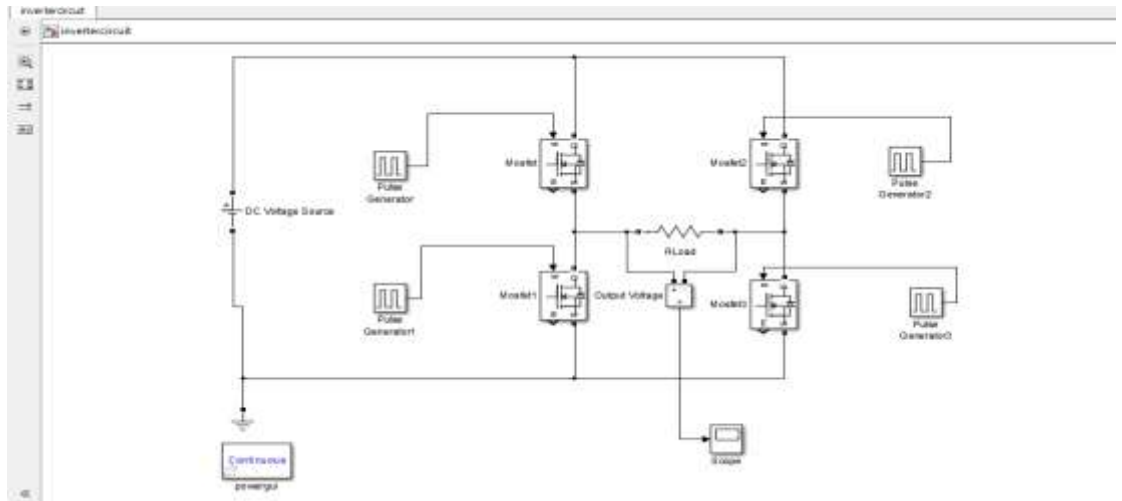 invertercircuit
invertercircuit
Mosfet
Mosfet2
Pulse
Generator
Pulse
Generator2
DC Voltage Source
RLoad
Mosfet1
Output Voltage
Mosfet3
Pulse
Generator1
Pulse
Generator3
Continuous
powergui
Scope